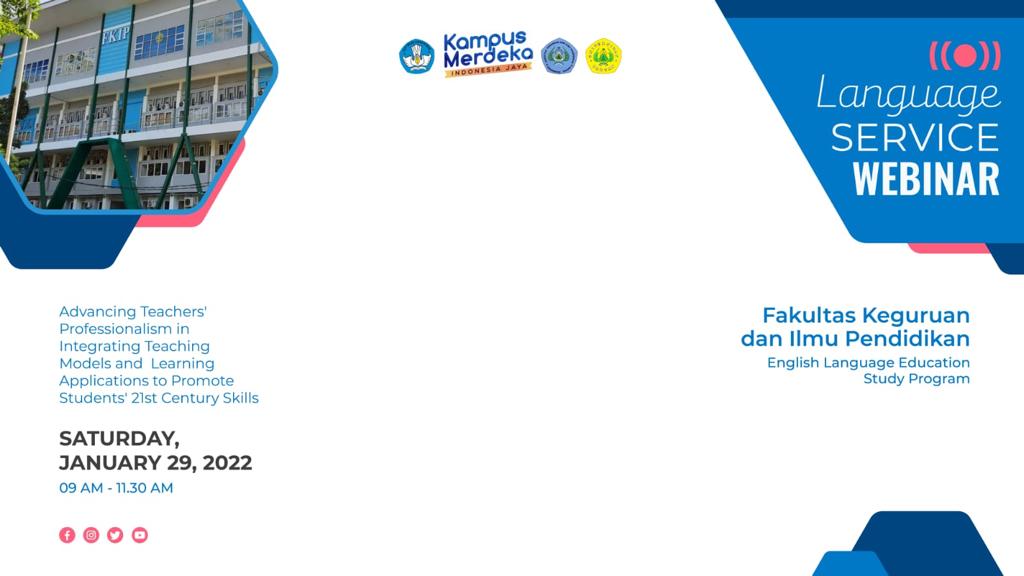 FKIP
Kampus
Merdeka
INDONESIA JAYA
Language
SERVICE
WEBINAR
Advancing Teachers'
Professionalism in
Integrating Teaching
Models and  Learning
Applications to Promote
Students' 21st Century Skills
SATURDAY,
JANUARY 29, 2022
09 AM - 11.30 AM
Fakultas Keguruan
dan Ilmu Pendidikan
English Language Education
Study Program